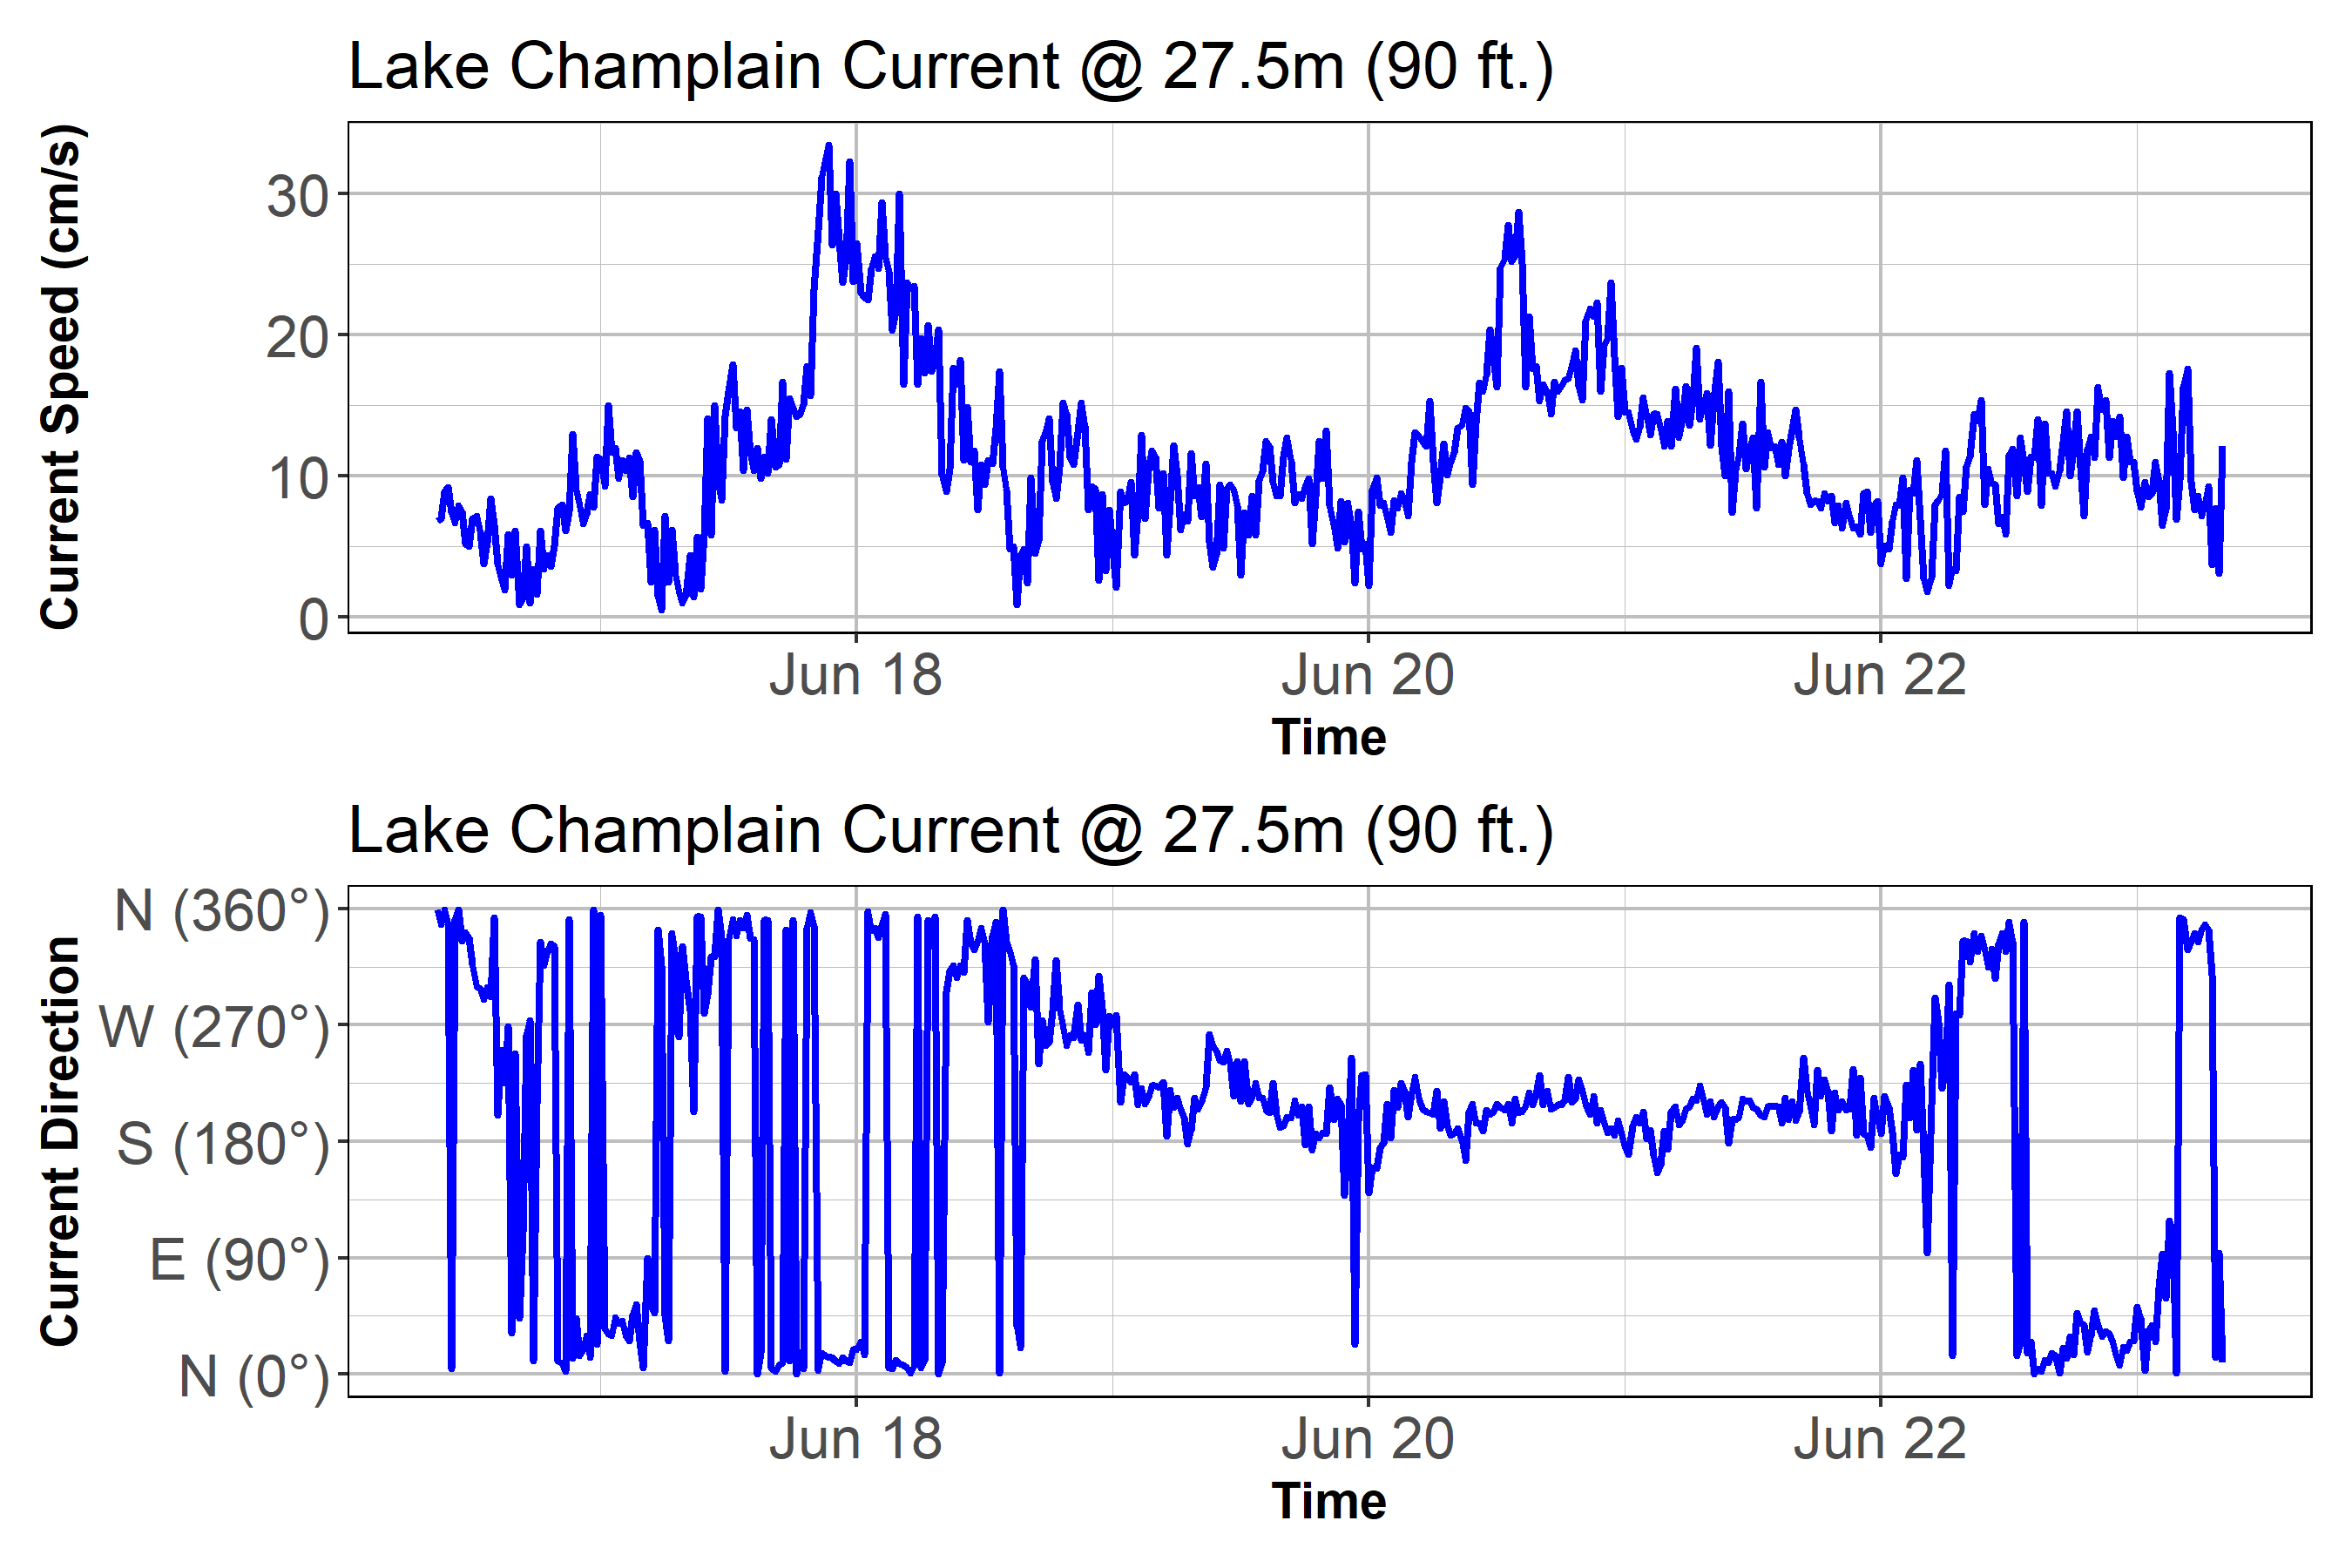 Lake Champlain Current @ 27.5m (90 ft.)
Current Speed (cm/s)
30
20
10
0
Jun 18
Jun 20
Jun 22
Time
Lake Champlain Current @ 27.5m (90 ft.)
Current Direction
N (360°)
W (270°)
S (180°)
E (90°)
N (0°)
Jun 18
Jun 20
Jun 22
Time